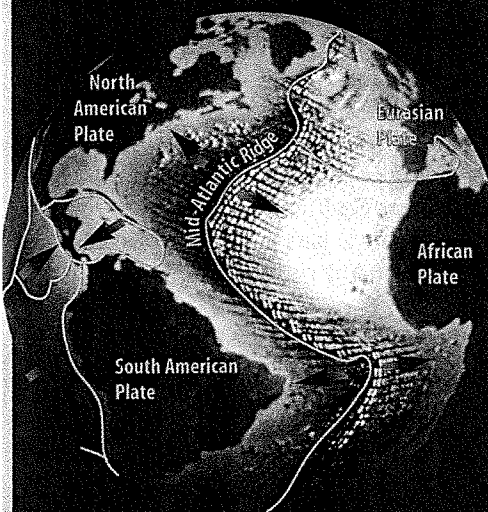 North
American
Plate
Eurasian
Plate
Mid-Atlantic Ridge
African
Plate
South American
Plate